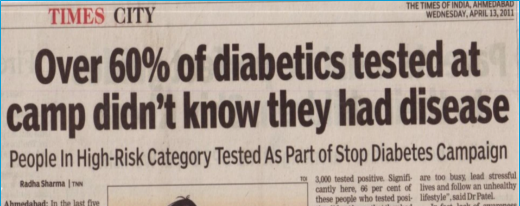 TIMES CITY
THE TIMES OF INDIA, AHMEDABAD
WEDNESDAY, APRIL 13, 2011
Over 60% of diabetics tested at
camp didn't know they had disease
People In High-Risk Category Tested As Part of Stop Diabetes Campaign
Radha Sharma | TNN
Ahmedabad: In the last five
TOI
3,000 tested positive. Signifi-
cantly here, 66 per cent of
these people who tested posi-
are too busy, lead stressful
lives and follow an unhealthy
lifestyle", said Dr Patel.